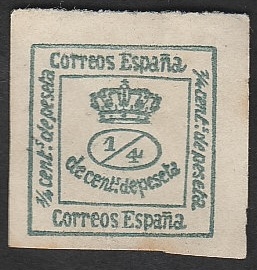 Correos España
¼ cent.s de peseta
¼ cent.s de peseta
1/4
de cent.s de peseta
Correos España